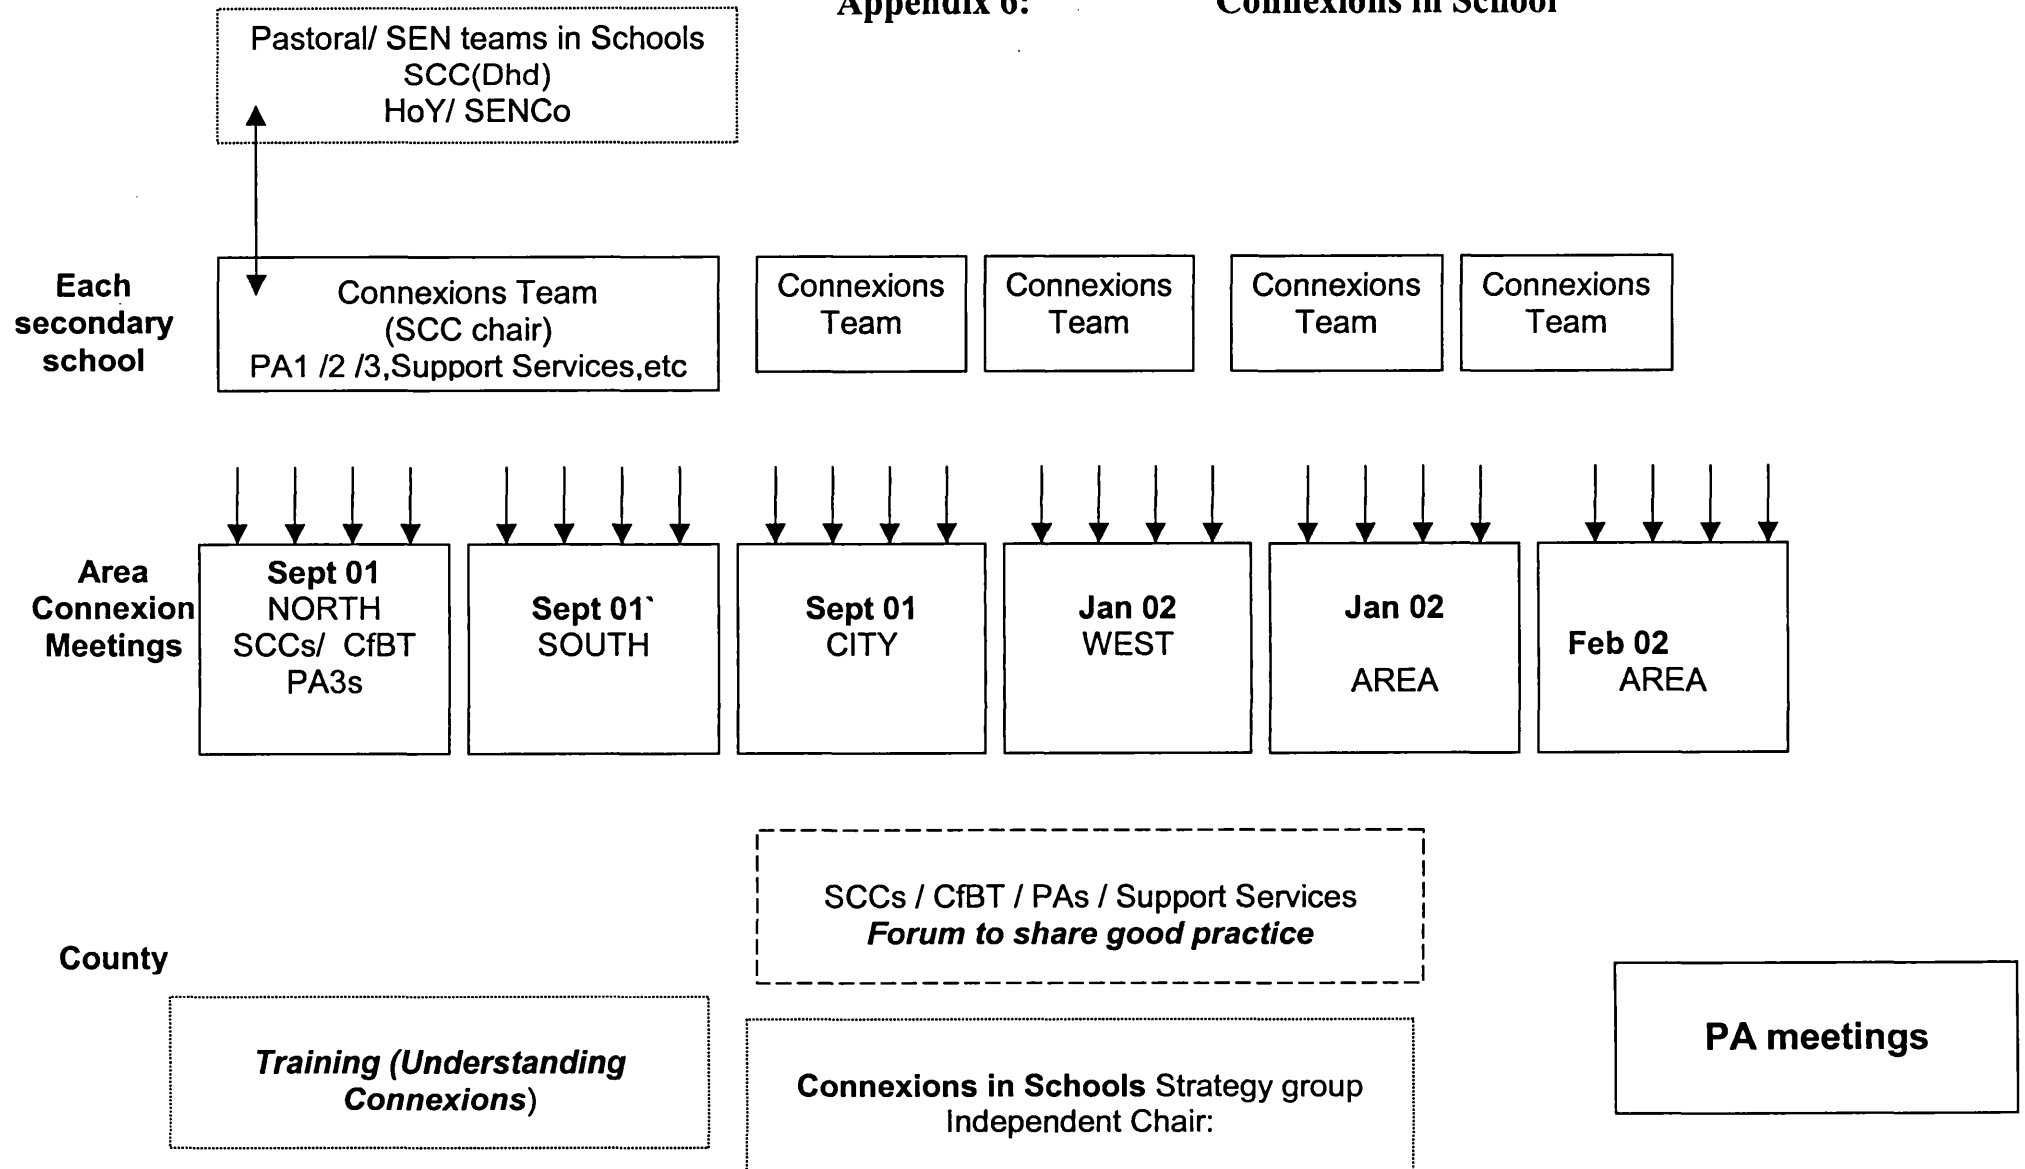 Appendix 6: Connexions in School
Pastoral/ SEN teams in Schools
SCC(Dhd)
HoY/ SENCo
Each
secondary
school
Connexions Team
(SCC chair)
PA1 /2 /3,Support Services,etc
Connexions
Team
Connexions
Team
Connexions
Team
Connexions
Team
Area
Connexion
Meetings
Sept 01
NORTH
SCCs/ CfBT
PA3s
Sept 01`
SOUTH
Sept 01
CITY
Jan 02
WEST
Jan 02
AREA
Feb 02
AREA
County
SCCs / CfBT / PAs / Support Services
Forum to share good practice
Training (Understanding
Connexions)
Connexions in Schools Strategy group
Independent Chair:
PA meetings